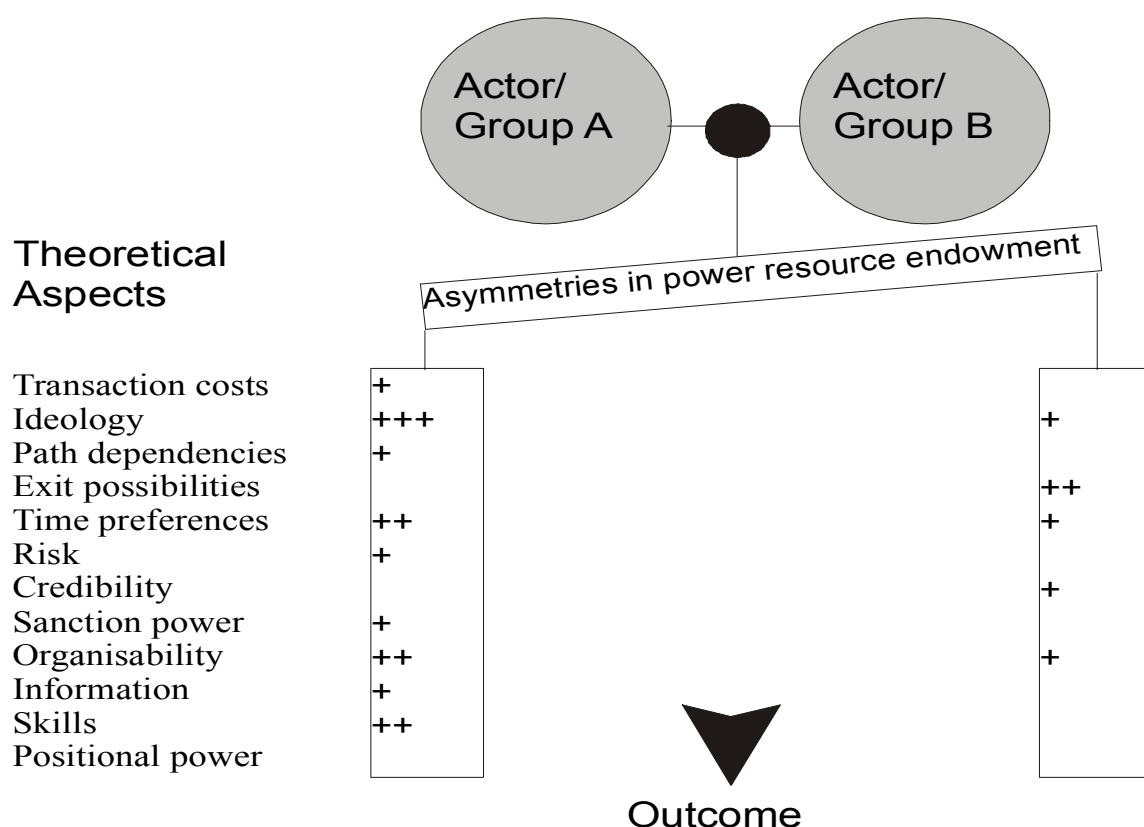 Actor/
Group A
Actor/
Group B
Asymmetries in power resource endowment
Theoretical
Aspects
Transaction costs +
Ideology +++ +
Path dependencies +
Exit possibilities ++
Time preferences ++ +
Risk +
Credibility +
Sanction power +
Organisability ++ +
Information +
Skills ++
Positional power
Outcome